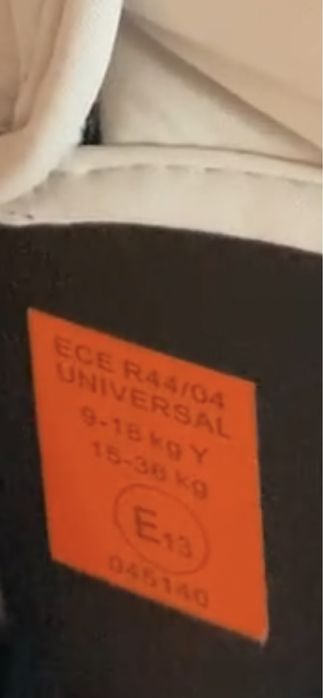 ECE R44/04
UNIVERSAL
9-18 kg Y
15-36 kg
E13
045140